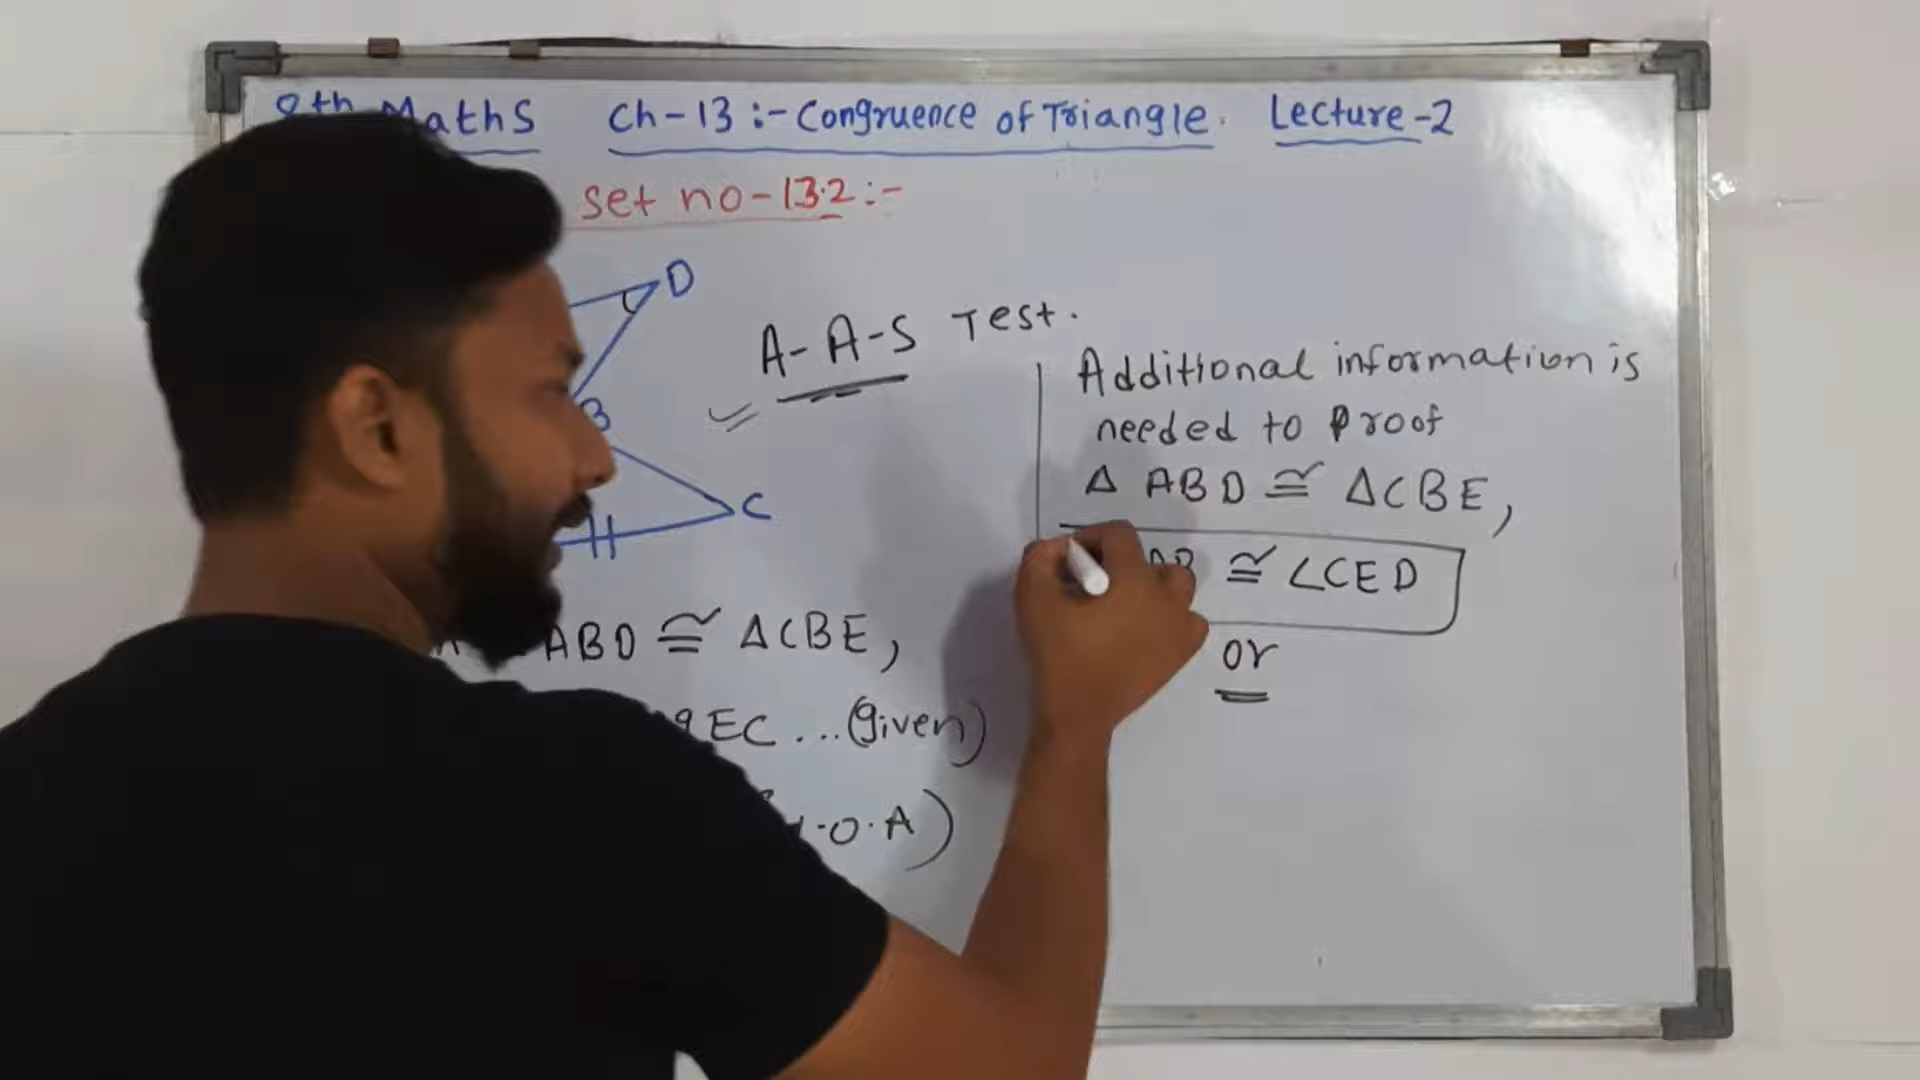 8th Maths Ch-13 :- Congruence of Triangle. Lecture-2
set no-13.2:-
D
A-A-S Test.
B
C
Additional information is
needed to proof
Δ ABD ≅ ΔCBE,
≅ ∠CED
or
ABD ≅ ΔCBE,
EC ...(given)
.O.A)